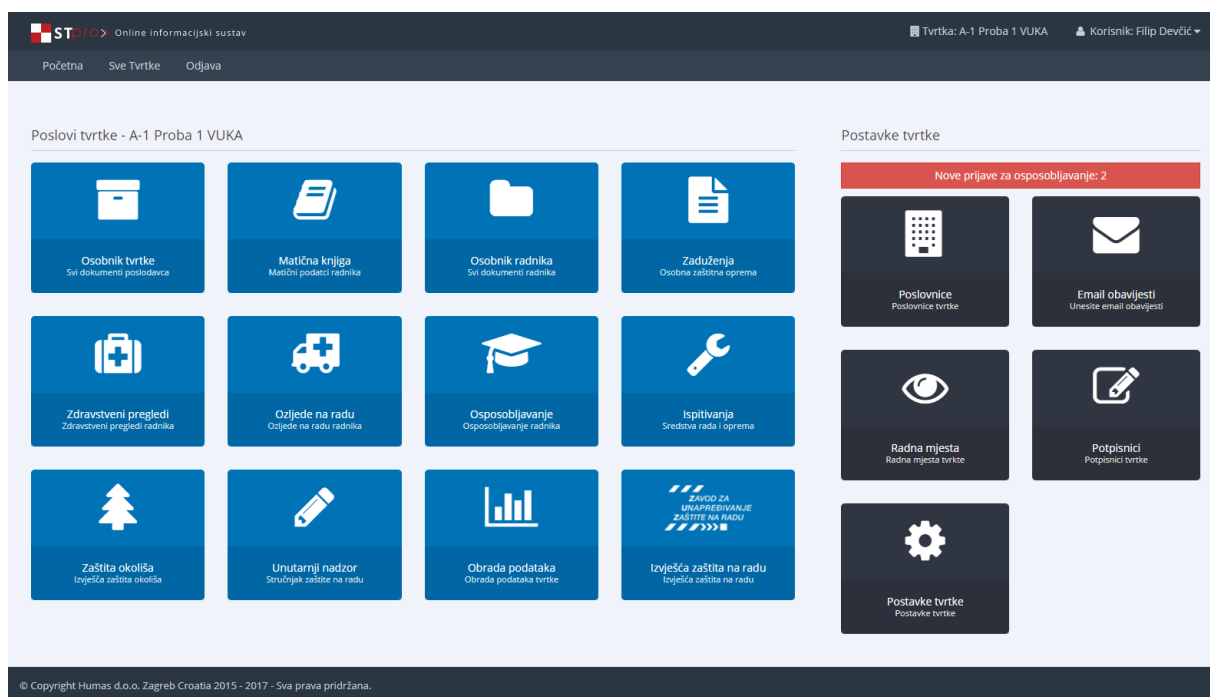 STpro> Online informacijski sustav
Tvrtka: A-1 Proba 1 VUKA
Korisnik: Filip Devčić
Početna Sve Tvrtke Odjava
Poslovi tvrtke - A-1 Proba 1 VUKA
Osobnik tvrtke
Svi dokumenti poslodavca
Matična knjiga
Matični podatci radnika
Osobnik radnika
Svi dokumenti radnika
Zaduženja
Osobna zaštitna oprema
Zdravstveni pregledi
Zdravstveni pregledi radnika
Ozljede na radu
Ozljede na radu radnika
Osposobljavanje
Osposobljavanje radnika
Ispitivanja
Sredstva rada i oprema
Zaštita okoliša
Izvješča zaštita okoliša
Unutarnji nadzor
Stručnjak zaštite na radu
Obrada podataka
Obrada podataka tvrtke
ZAVOD ZA
UNAPREĐIVANJE
ZAŠTITE NA RADU
Izvješća zaštita na radu
Izvješća zaštita na radu
Postavke tvrtke
Nove prijave za osposobljavanje: 2
Poslovnice
Poslovnice tvrtke
Email obavijesti
Unesite email obavijesti
Radna mjesta
Radna mjesta tvrkte
Potpisnici
Potpisnici tvrtke
Postavke tvrtke
Postavke tvrtke
© Copyright Humas d.o.o. Zagreb Croatia 2015 - 2017 - Sva prava pridržana.